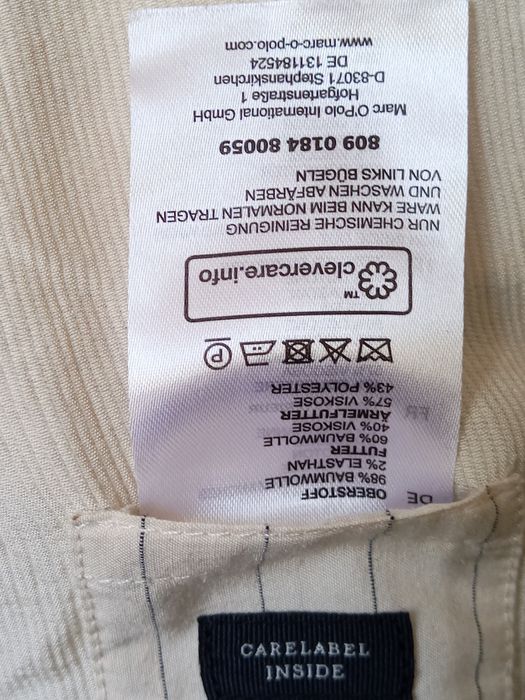 DE
OBERSTOFF
98% BAUMWOLLE
2% ELASTHAN
FUTTER
60% BAUMWOLLE
40% VISKOSE
ÄRMELFUTTER
57% VISKOSE
43% POLYESTER
P
clevercare.info
TM
NUR CHEMISCHE REINIGUNG
WARE KANN BEIM NORMALEN TRAGEN
UND WASCHEN ABFÄRBEN
VON LINKS BÜGELN
809 0184 80059
Marc O'Polo International GmbH
Hofgartenstraße 1
D-83071 Stephanskirchen
DE 131184524
www.marc-o-polo.com
CARELABEL
INSIDE